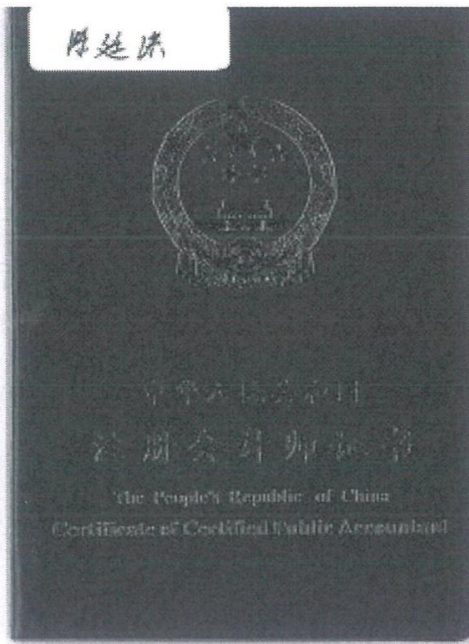 中华人民共和国
注册会计师证书
The People's Republic of China
Certificate of Certified Public Accountant